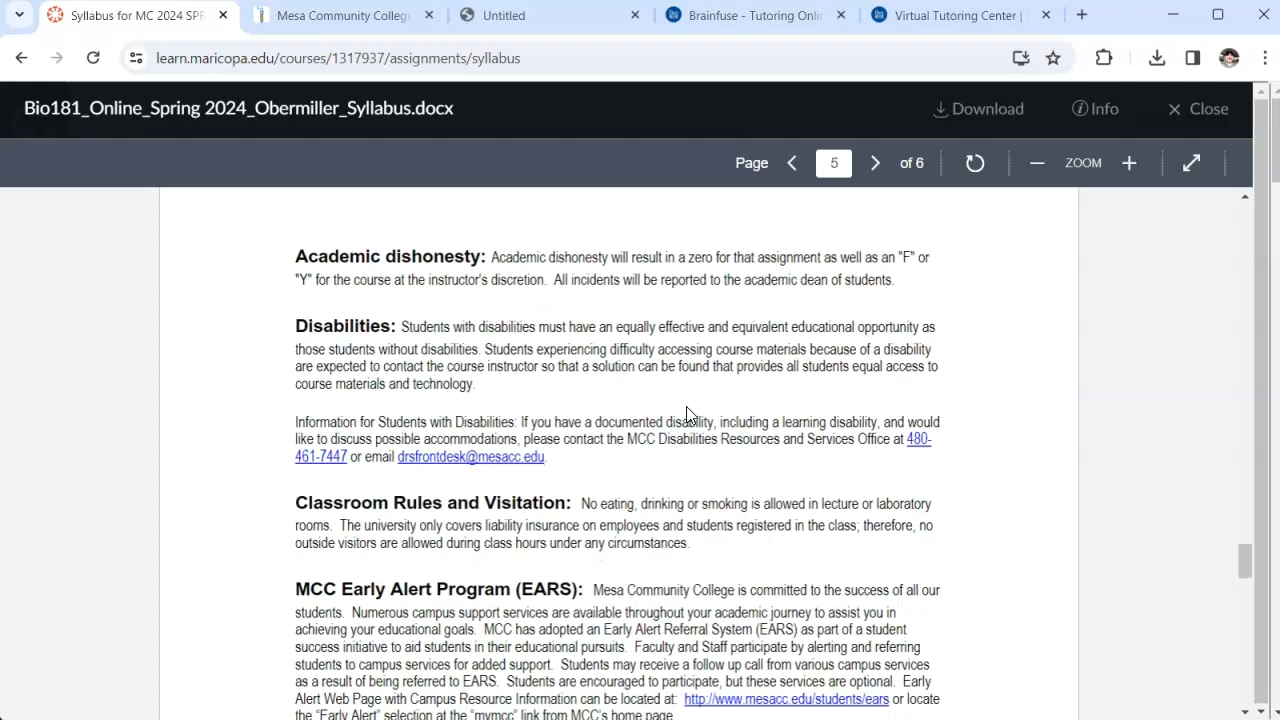 Syllabus for MC 2024 SPR
Mesa Community College
Untitled
Brainfuse - Tutoring Onli
Virtual Tutoring Center |
learn.maricopa.edu/courses/1317937/assignments/syllabus
Bio181_Online_Spring 2024_Obermiller_Syllabus.docx
Download
Info
Close
Page 5 of 6
ZOOM
Academic dishonesty: Academic dishonesty will result in a zero for that assignment as well as an "F" or
"Y" for the course at the instructor's discretion. All incidents will be reported to the academic dean of students.
Disabilities: Students with disabilities must have an equally effective and equivalent educational opportunity as
those students without disabilities. Students experiencing difficulty accessing course materials because of a disability
are expected to contact the course instructor so that a solution can be found that provides all students equal access to
course materials and technology.
Information for Students with Disabilities: If you have a documented disability, including a learning disability, and would
like to discuss possible accommodations, please contact the MCC Disabilities Resources and Services Office at 480-
461-7447 or email drsfrontdesk@mesacc.edu.
Classroom Rules and Visitation: No eating, drinking or smoking is allowed in lecture or laboratory
rooms. The university only covers liability insurance on employees and students registered in the class; therefore, no
outside visitors are allowed during class hours under any circumstances.
MCC Early Alert Program (EARS): Mesa Community College is committed to the success of all our
students. Numerous campus support services are available throughout your academic journey to assist you in
achieving your educational goals. MCC has adopted an Early Alert Referral System (EARS) as part of a student
success initiative to aid students in their educational pursuits. Faculty and Staff participate by alerting and referring
students to campus services for added support. Students may receive a follow up call from various campus services
as a result of being referred to EARS. Students are encouraged to participate, but these services are optional. Early
Alert Web Page with Campus Resource Information can be located at: http://www.mesacc.edu/students/ears or locate
the "Early Alert" selection at the "mymcc" link from MCC's home page